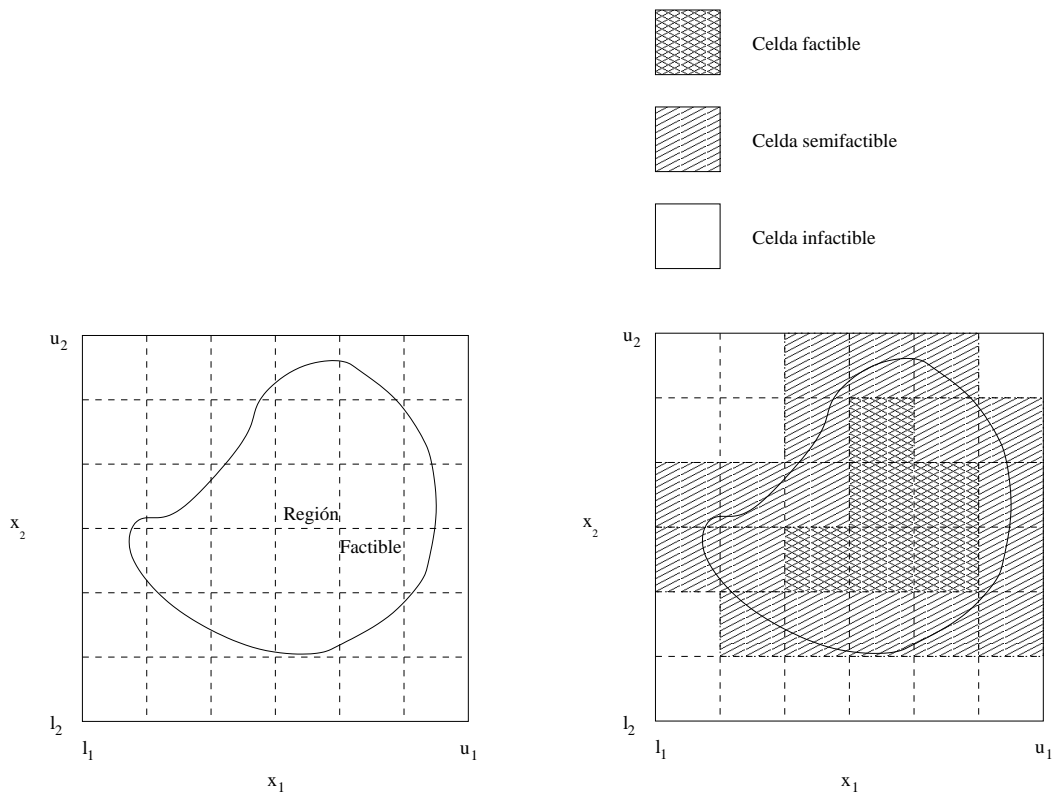 Celda factible
Celda semifactible
Celda infactible
u2
x2
l2
l1
u1
x1
Región
Factible
u2
x2
l2
l1
u1
x1